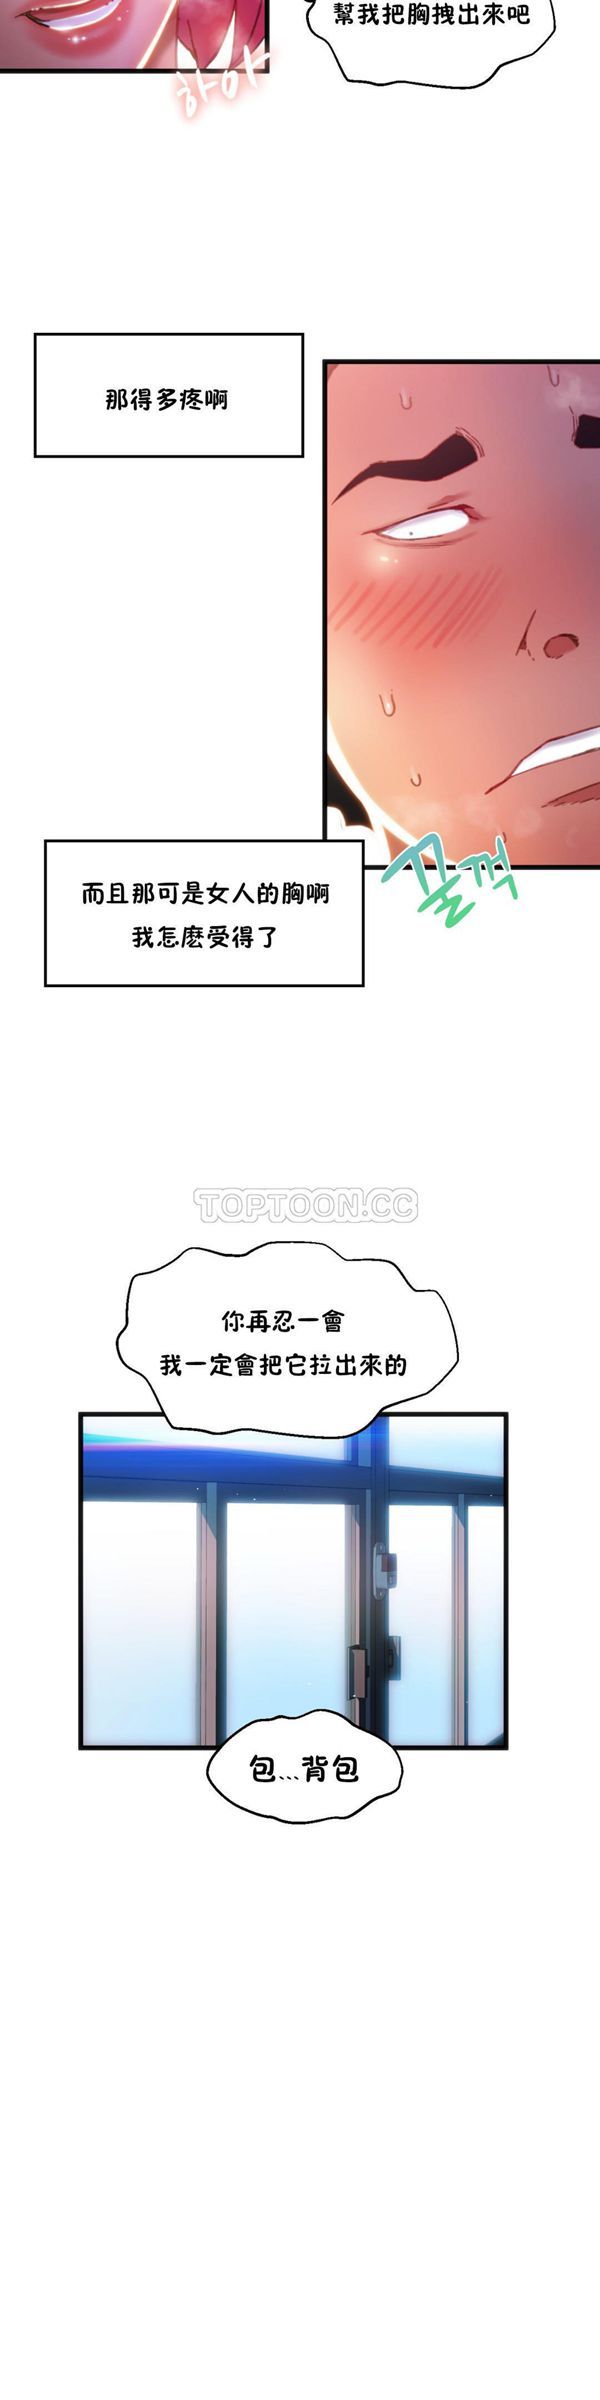 幫我把胸拽出來吧
하아
那得多疼啊
꿀꺽
而且那可是女人的胸啊
我怎麽受得了
TOPTOON.CC
你再忍一會
我一定會把它拉出來的
包...背包